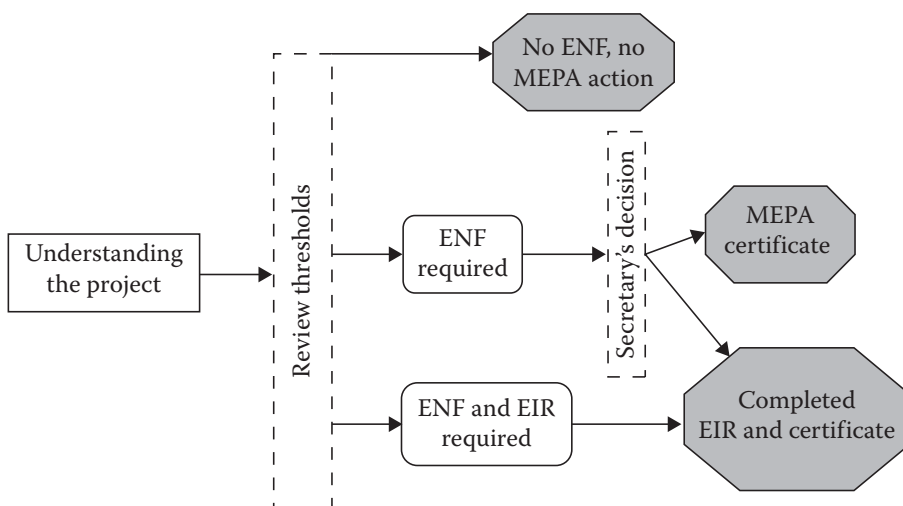 No ENF, no
MEPA action
Understanding
the project
Review thresholds
ENF
required
Secretary's decision
MEPA
certificate
ENF and EIR
required
Completed
EIR and certificate